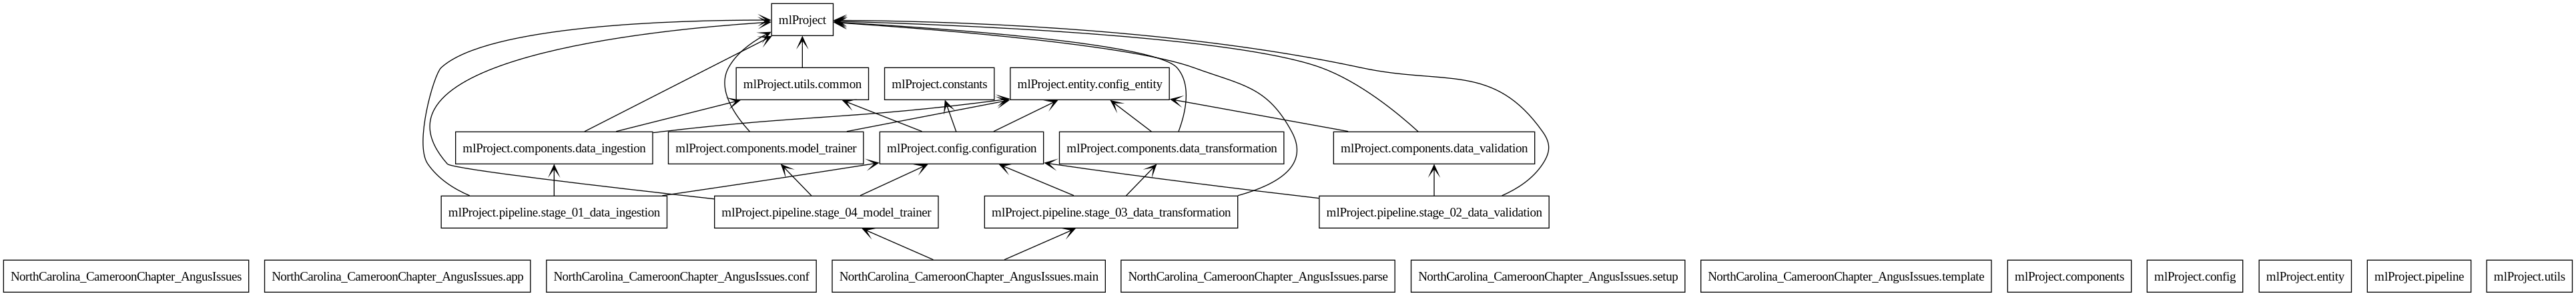 mlProject
mlProject.utils.common
mlProject.constants
mlProject.entity.config_entity
mlProject.components.data_ingestion
mlProject.components.model_trainer
mlProject.config.configuration
mlProject.components.data_transformation
mlProject.components.data_validation
mlProject.pipeline.stage_01_data_ingestion
mlProject.pipeline.stage_04_model_trainer
mlProject.pipeline.stage_03_data_transformation
mlProject.pipeline.stage_02_data_validation
NorthCarolina_CameroonChapter_AngusIssues
NorthCarolina_CameroonChapter_AngusIssues.app
NorthCarolina_CameroonChapter_AngusIssues.conf
NorthCarolina_CameroonChapter_AngusIssues.main
NorthCarolina_CameroonChapter_AngusIssues.parse
NorthCarolina_CameroonChapter_AngusIssues.setup
NorthCarolina_CameroonChapter_AngusIssues.template
mlProject.components
mlProject.config
mlProject.entity
mlProject.pipeline
mlProject.utils